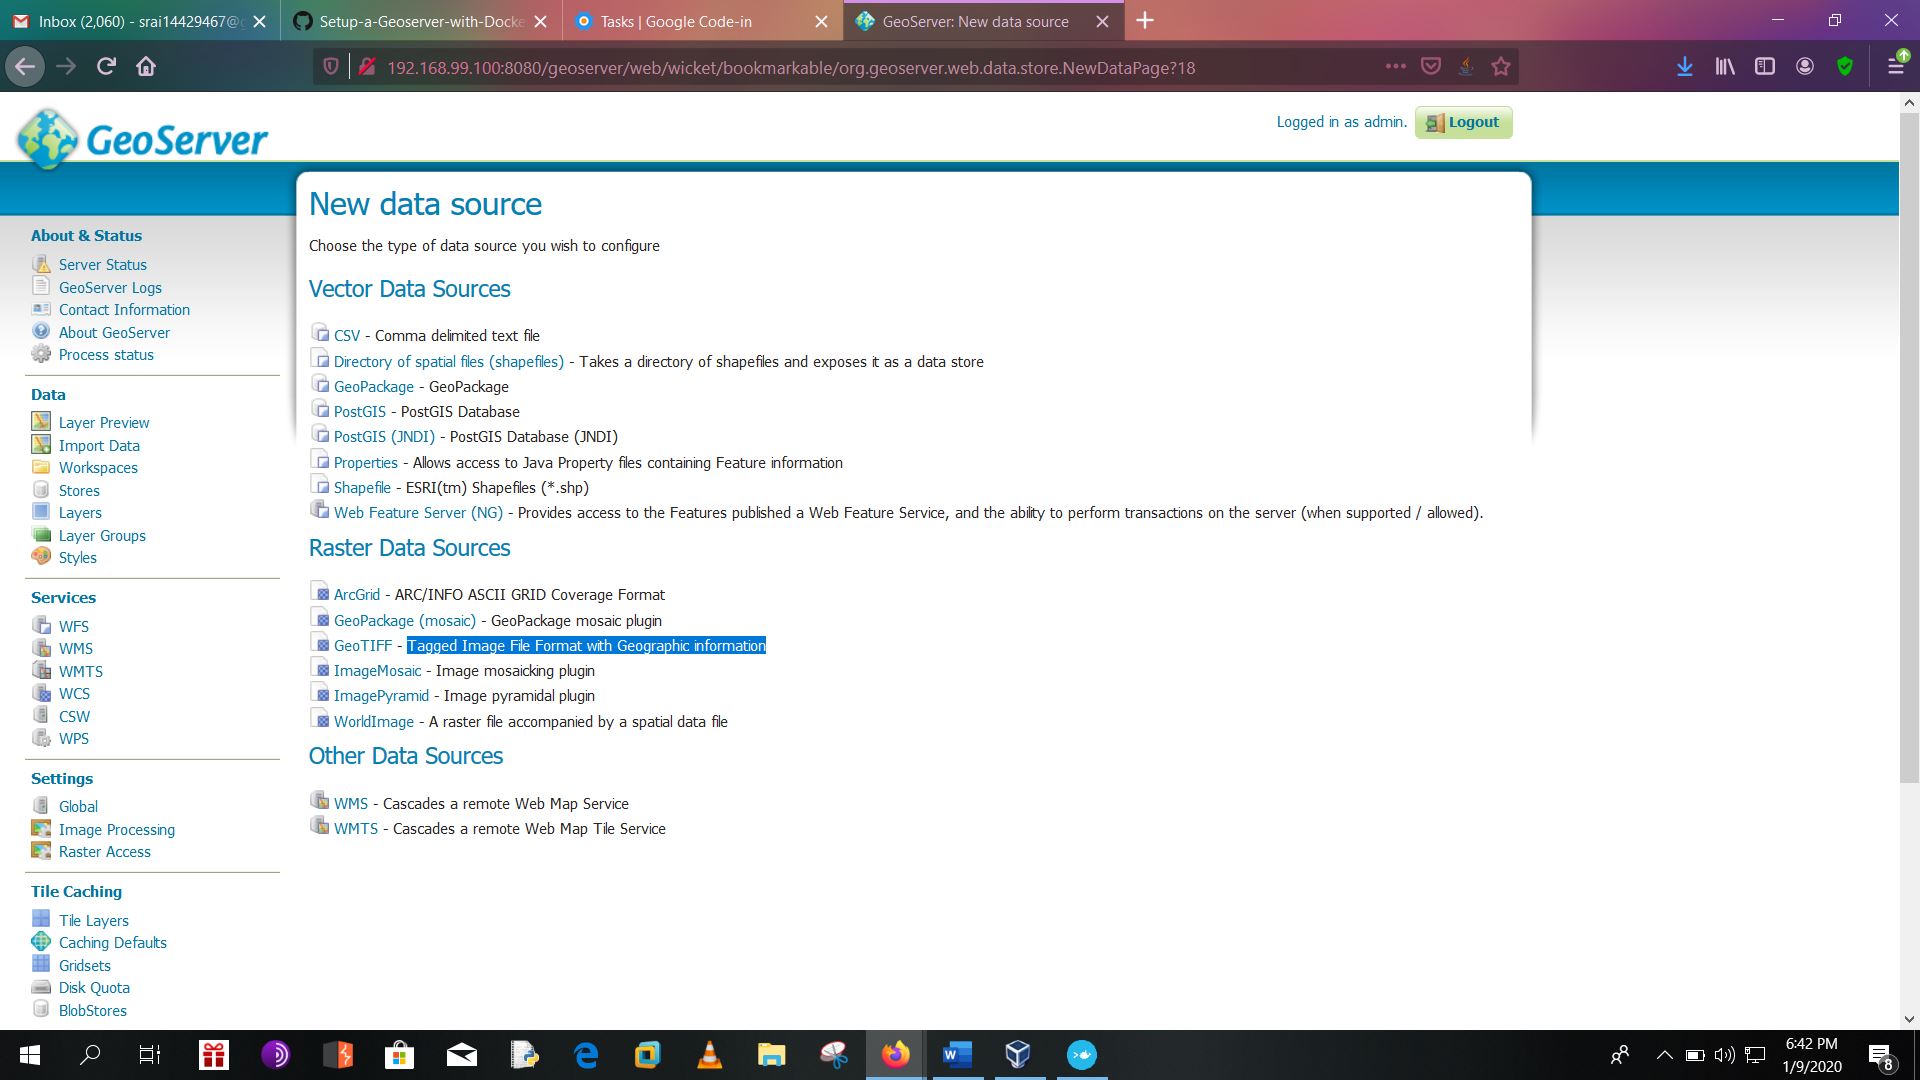 Inbox (2,060) - srai14429467@g
Setup-a-Geoserver-with-Docke
Tasks | Google Code-in
GeoServer: New data source
192.168.99.100:8080/geoserver/web/wicket/bookmarkable/org.geoserver.web.data.store.NewDataPage?18
GeoServer
Logged in as admin.
Logout
About & Status
Server Status
GeoServer Logs
Contact Information
About GeoServer
Process status
Data
Layer Preview
Import Data
Workspaces
Stores
Layers
Layer Groups
Styles
Services
WFS
WMS
WMTS
WCS
CSW
WPS
Settings
Global
Image Processing
Raster Access
Tile Caching
Tile Layers
Caching Defaults
Gridsets
Disk Quota
BlobStores
New data source
Choose the type of data source you wish to configure
Vector Data Sources
CSV - Comma delimited text file
Directory of spatial files (shapefiles) - Takes a directory of shapefiles and exposes it as a data store
GeoPackage - GeoPackage
PostGIS - PostGIS Database
PostGIS (JNDI) - PostGIS Database (JNDI)
Properties - Allows access to Java Property files containing Feature information
Shapefile - ESRI(tm) Shapefiles (*.shp)
Web Feature Server (NG) - Provides access to the Features published a Web Feature Service, and the ability to perform transactions on the server (when supported / allowed).
Raster Data Sources
ArcGrid - ARC/INFO ASCII GRID Coverage Format
GeoPackage (mosaic) - GeoPackage mosaic plugin
GeoTIFF - Tagged Image File Format with Geographic information
ImageMosaic - Image mosaicking plugin
ImagePyramid - Image pyramidal plugin
WorldImage - A raster file accompanied by a spatial data file
Other Data Sources
WMS - Cascades a remote Web Map Service
WMTS - Cascades a remote Web Map Tile Service
6:42 PM
1/9/2020
8